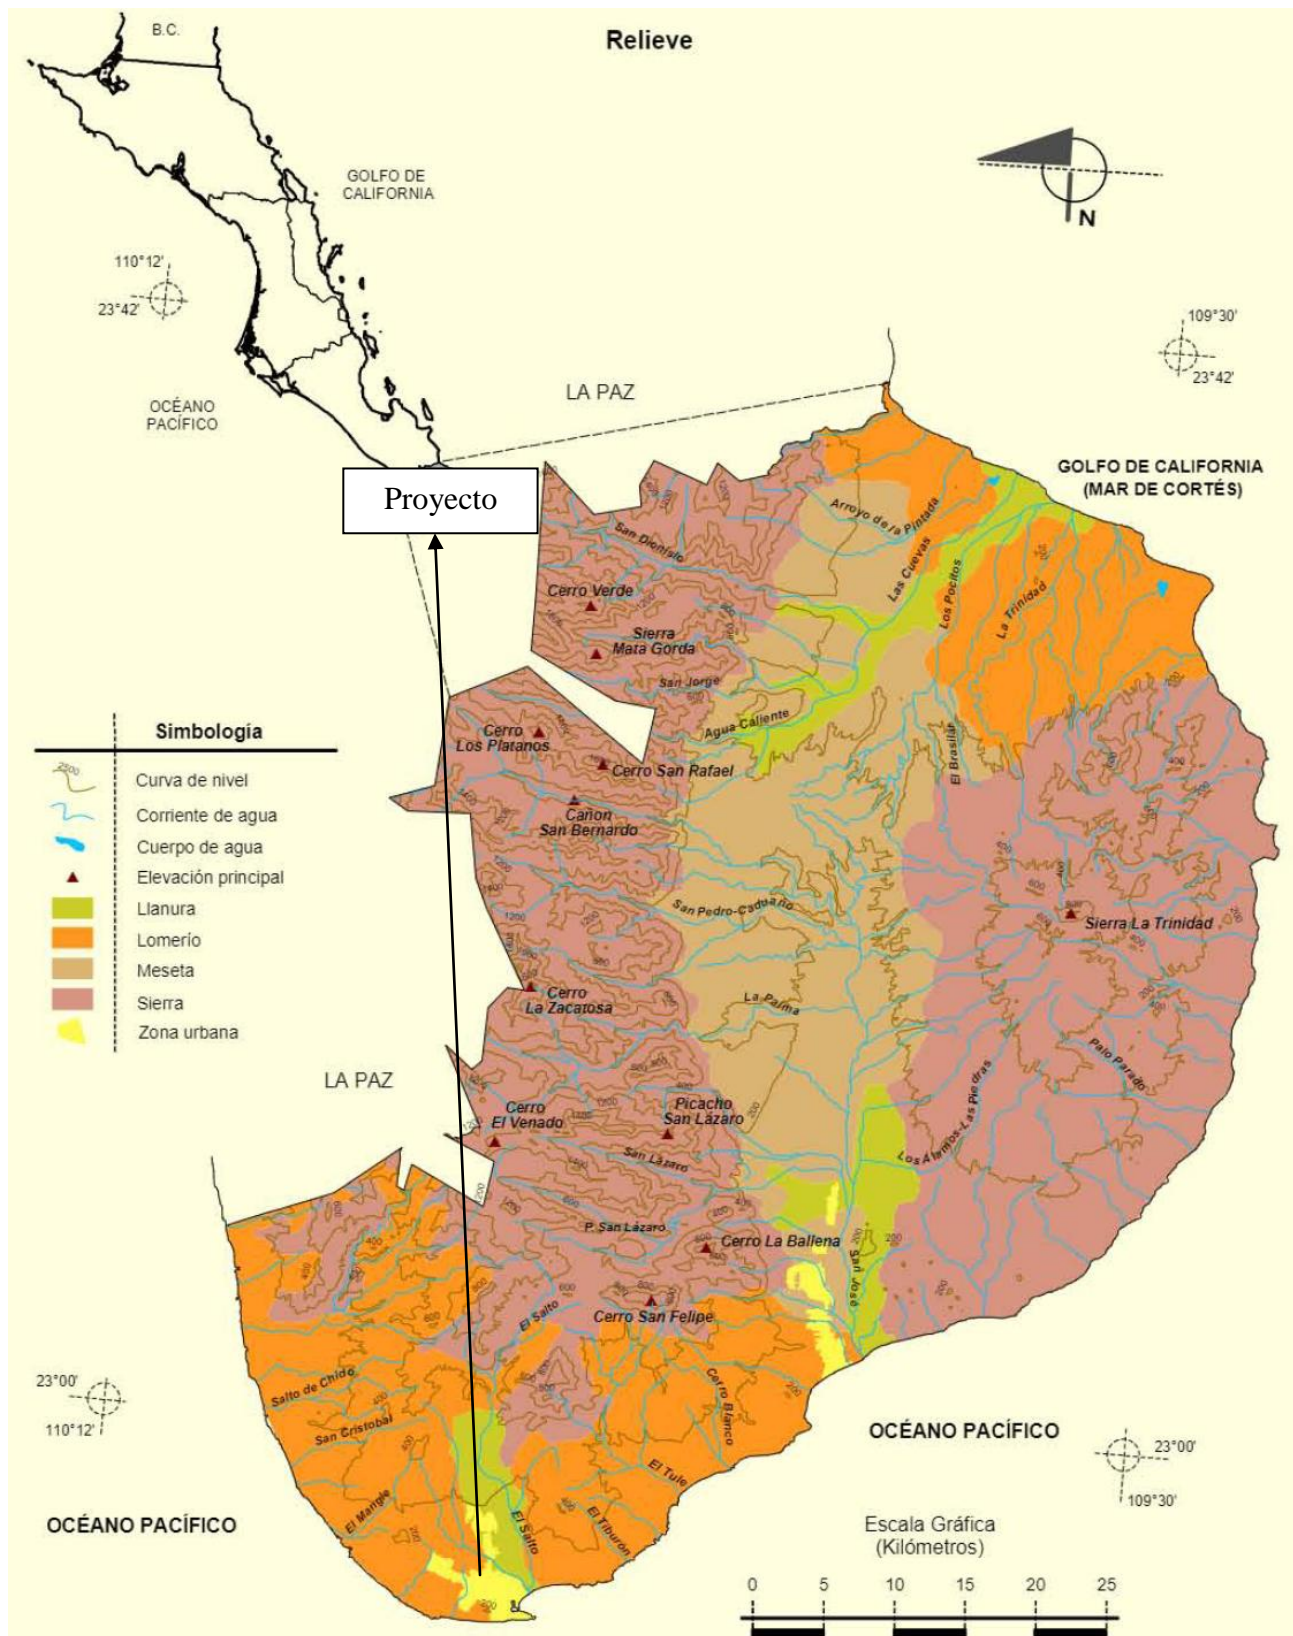 B.C.
Relieve
GOLFO DE
CALIFORNIA
N
110°12'
23°42'
109°30'
23°42'
LA PAZ
OCÉANO
PACÍFICO
GOLFO DE CALIFORNIA
(MAR DE CORTÉS)
Proyecto
Arroyo de la Pintada
San Dionisio
Las Cuevas
Los Pocitos
La Trinidad
Cerro Verde
Sierra
Mata Gorda
San Jorge
Agua Caliente
El Brasilar
Simbología
Curva de nivel
2500
Corriente de agua
Cuerpo de agua
Elevación principal
Llanura
Lomerío
Meseta
Sierra
Zona urbana
Cerro
Los Platanos
Cerro San Rafael
Cañon
San Bernardo
San Pedro-Caduaño
Sierra La Trinidad
Cerro
La Zacatosa
La Palma
Palo Parado
LA PAZ
Cerro
El Venado
Picacho
San Lázaro
San Lázaro
Los Álamos-Las Piedras
P. San Lázaro
Cerro La Ballena
San José
El Salto
Cerro San Felipe
23°00'
110°12'
Salto de Chido
San Cristobal
Cerro Blanco
OCÉANO PACÍFICO
23°00'
109°30'
El Tule
El Mangle
El Salto
El Tiburón
OCÉANO PACÍFICO
Escala Gráfica
(Kilómetros)
0 5 10 15 20 25